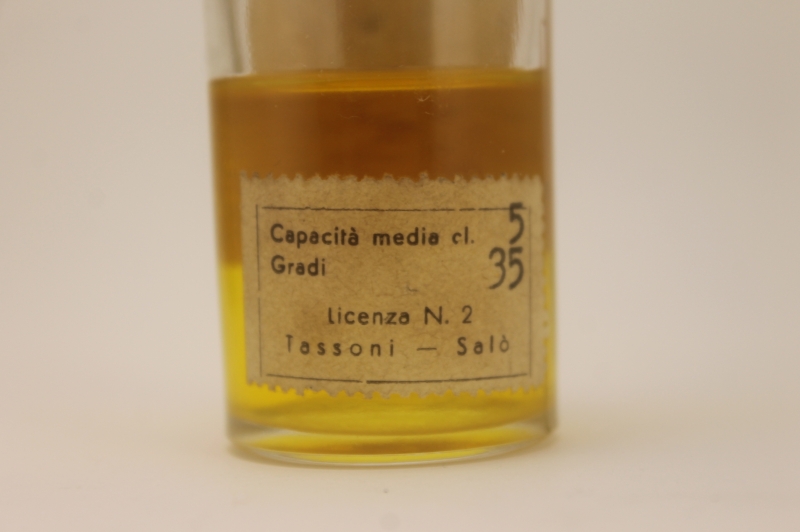 Capacità media cl. 5
Gradi 35
Licenza N. 2
Tassoni — Salò